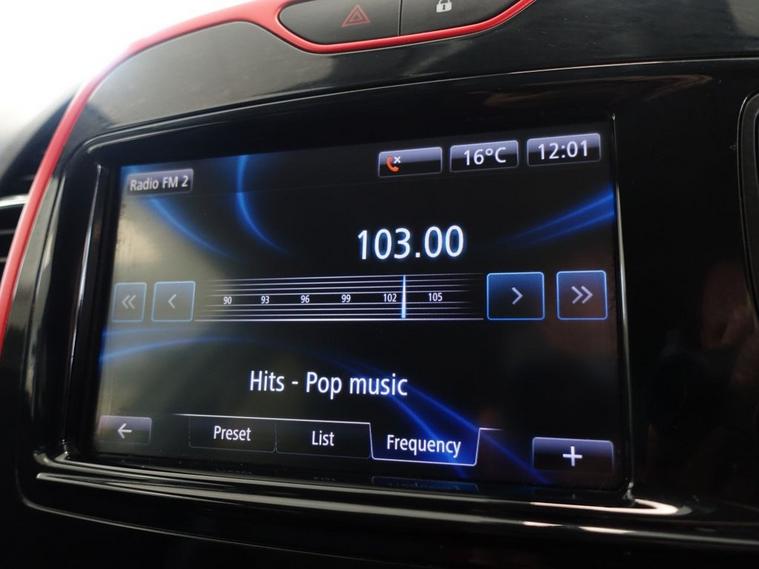 16°C
12:01
Radio FM 2
103.00
90 93 96 99 102 105
Hits - Pop music
Preset List Frequency